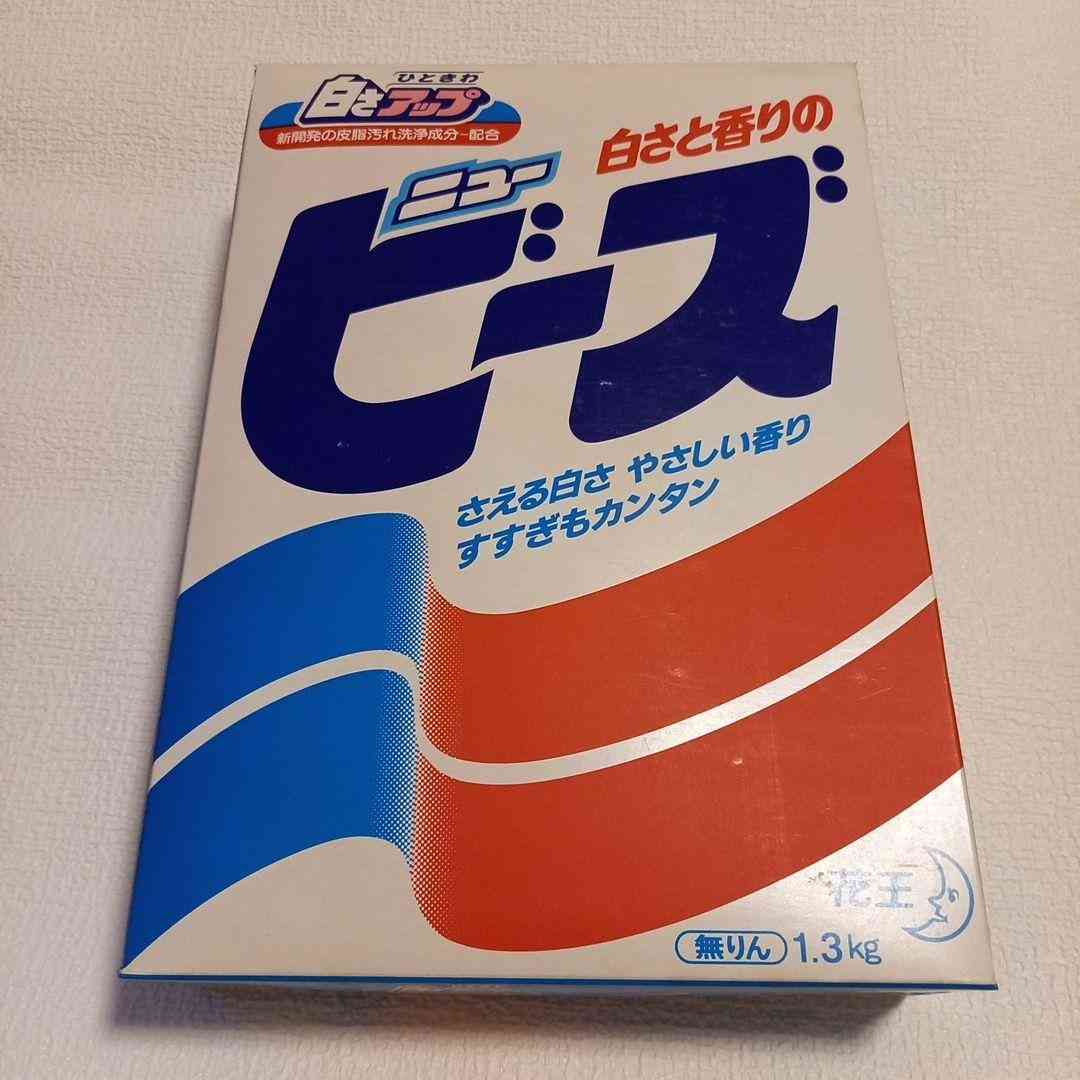 ひときわ
白さアップ
新開発の皮脂汚れ洗浄成分配合
白さと香りの
ニュー
ビーズ
さえる白さ やさしい香り
すすぎもカンタン
花王
無りん 1.3kg